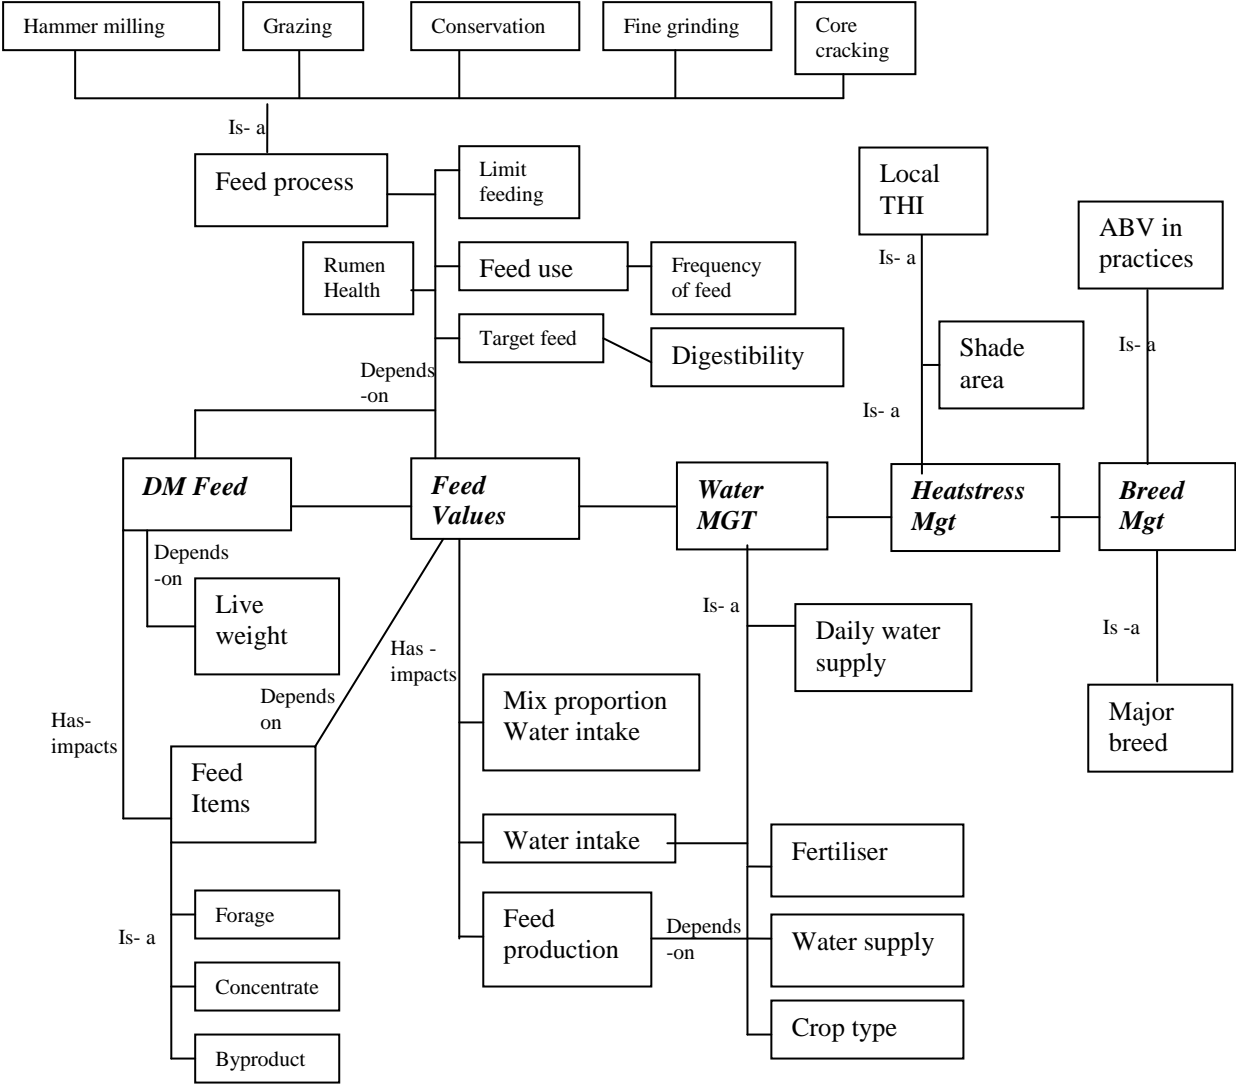 Hammer milling
Grazing
Conservation
Fine grinding
Core
cracking
Is- a
Feed process
Limit
feeding
Local
THI
ABV in
practices
Rumen
Health
Feed use
Frequency
of feed
Is- a
Target feed
Digestibility
Shade
area
Is- a
Depends
-on
Is- a
DM Feed
Feed
Values
Water
MGT
Heatstress
Mgt
Breed
Mgt
Depends
-on
Live
weight
Is- a
Daily water
supply
Is -a
Has -
impacts
Depends
on
Mix proportion
Water intake
Major
breed
Has-
impacts
Feed
Items
Water intake
Fertiliser
Forage
Is- a
Feed
production
Depends
-on
Water supply
Concentrate
Crop type
Byproduct